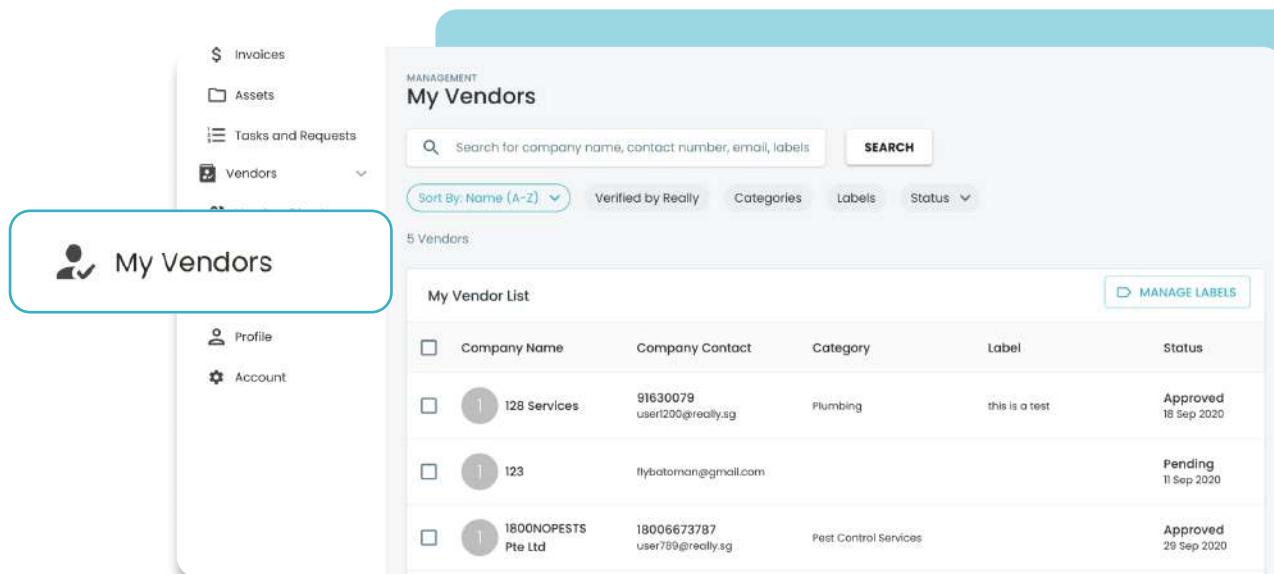 Invoices
Assets
Tasks and Requests
Vendors
My Vendors
Profile
Account
MANAGEMENT
My Vendors
Search for company name, contact number, email, labels
SEARCH
Sort By: Name (A-Z)
Verified by Really
Categories
Labels
Status
5 Vendors
My Vendor List
MANAGE LABELS
Company Name Company Contact Category Label Status
1 128 Services 91630079 Plumbing this is a test Approved
user1200@really.sg 18 Sep 2020
1 123 flybatoman@gmail.com Pending
11 Sep 2020
1 1800NOPESTS 18006673787 Pest Control Services Approved
Pte Ltd user789@really.sg 29 Sep 2020